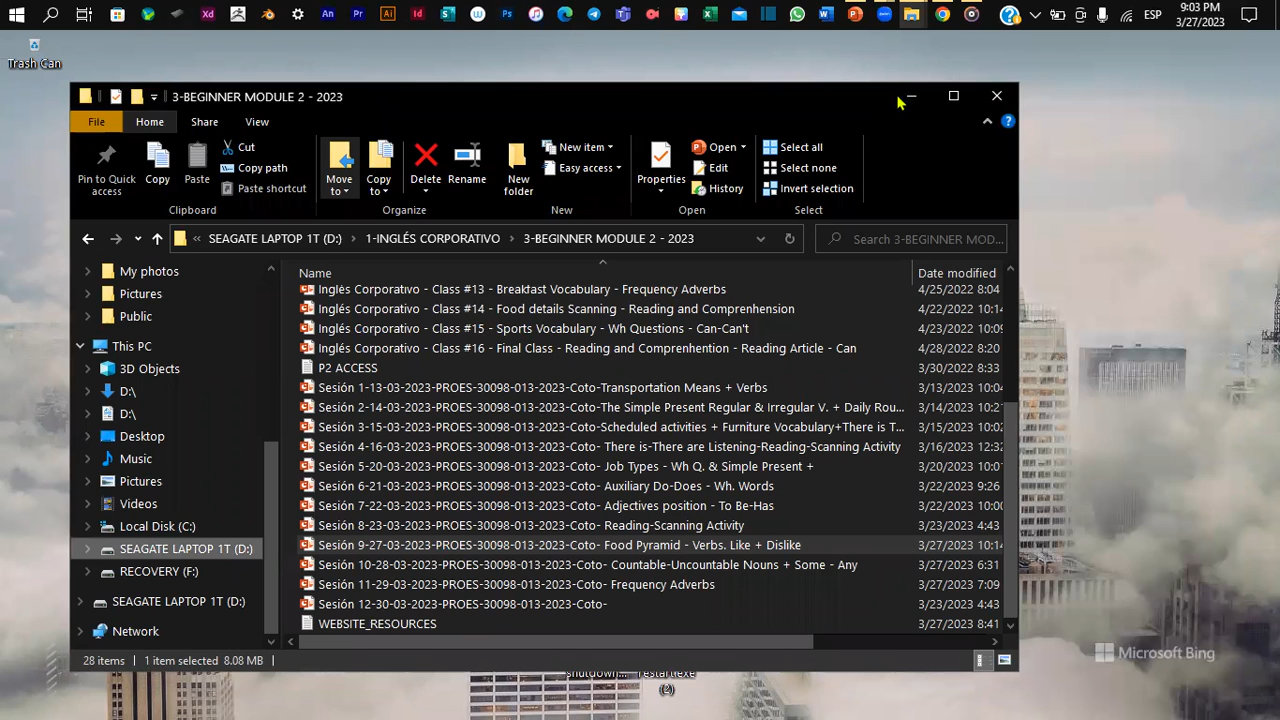 ESP
9:03 PM
3/27/2023
Trash Can
3-BEGINNER MODULE 2 - 2023
File
Home
Share
View
Pin to Quick access
Copy
Paste
Cut
Copy path
Paste shortcut
Clipboard
Move to
Copy to
Delete
Rename
Organize
New folder
New item
Easy access
New
Properties
Open
Edit
History
Open
Select all
Select none
Invert selection
Select
« SEAGATE LAPTOP 1T (D:) > 1-INGLÉS CORPORATIVO > 3-BEGINNER MODULE 2 - 2023
Search 3-BEGINNER MOD...
My photos
Pictures
Public
This PC
3D Objects
D:\
D:\
Desktop
Music
Pictures
Videos
Local Disk (C:)
SEAGATE LAPTOP 1T (D:)
RECOVERY (F:)
SEAGATE LAPTOP 1T (D:)
Network
Name Date modified
Inglés Corporativo - Class #13 - Breakfast Vocabulary - Frequency Adverbs 4/25/2022 8:04
Inglés Corporativo - Class #14 - Food details Scanning - Reading and Comprehension 4/22/2022 10:14
Inglés Corporativo - Class #15 - Sports Vocabulary - Wh Questions - Can-Can't 4/23/2022 10:09
Inglés Corporativo - Class #16 - Final Class - Reading and Comprenhention - Reading Article - Can 4/28/2022 8:20
P2 ACCESS 3/30/2022 8:33
Sesión 1-13-03-2023-PROES-30098-013-2023-Coto-Transportation Means + Verbs 3/13/2023 10:04
Sesión 2-14-03-2023-PROES-30098-013-2023-Coto-The Simple Present Regular & Irregular V. + Daily Rou... 3/14/2023 10:2
Sesión 3-15-03-2023-PROES-30098-013-2023-Coto-Scheduled activities + Furniture Vocabulary+There is T... 3/15/2023 10:0
Sesión 4-16-03-2023-PROES-30098-013-2023-Coto- There is-There are Listening-Reading-Scanning Activity 3/16/2023 12:32
Sesión 5-20-03-2023-PROES-30098-013-2023-Coto- Job Types - Wh Q. & Simple Present + 3/20/2023 10:0
Sesión 6-21-03-2023-PROES-30098-013-2023-Coto- Auxiliary Do-Does - Wh. Words 3/22/2023 9:26
Sesión 7-22-03-2023-PROES-30098-013-2023-Coto- Adjectives position - To Be-Has 3/22/2023 10:0
Sesión 8-23-03-2023-PROES-30098-013-2023-Coto- Reading-Scanning Activity 3/23/2023 4:43
Sesión 9-27-03-2023-PROES-30098-013-2023-Coto- Food Pyramid - Verbs. Like + Dislike 3/27/2023 10:14
Sesión 10-28-03-2023-PROES-30098-013-2023-Coto- Countable-Uncountable Nouns + Some - Any 3/27/2023 6:31
Sesión 11-29-03-2023-PROES-30098-013-2023-Coto- Frequency Adverbs 3/27/2023 7:09
Sesión 12-30-03-2023-PROES-30098-013-2023-Coto- 3/23/2023 4:43
WEBSITE_RESOURCES 3/27/2023 8:41
28 items 1 item selected 8.08 MB
Microsoft Bing
shutdown... restart.exe
(2)